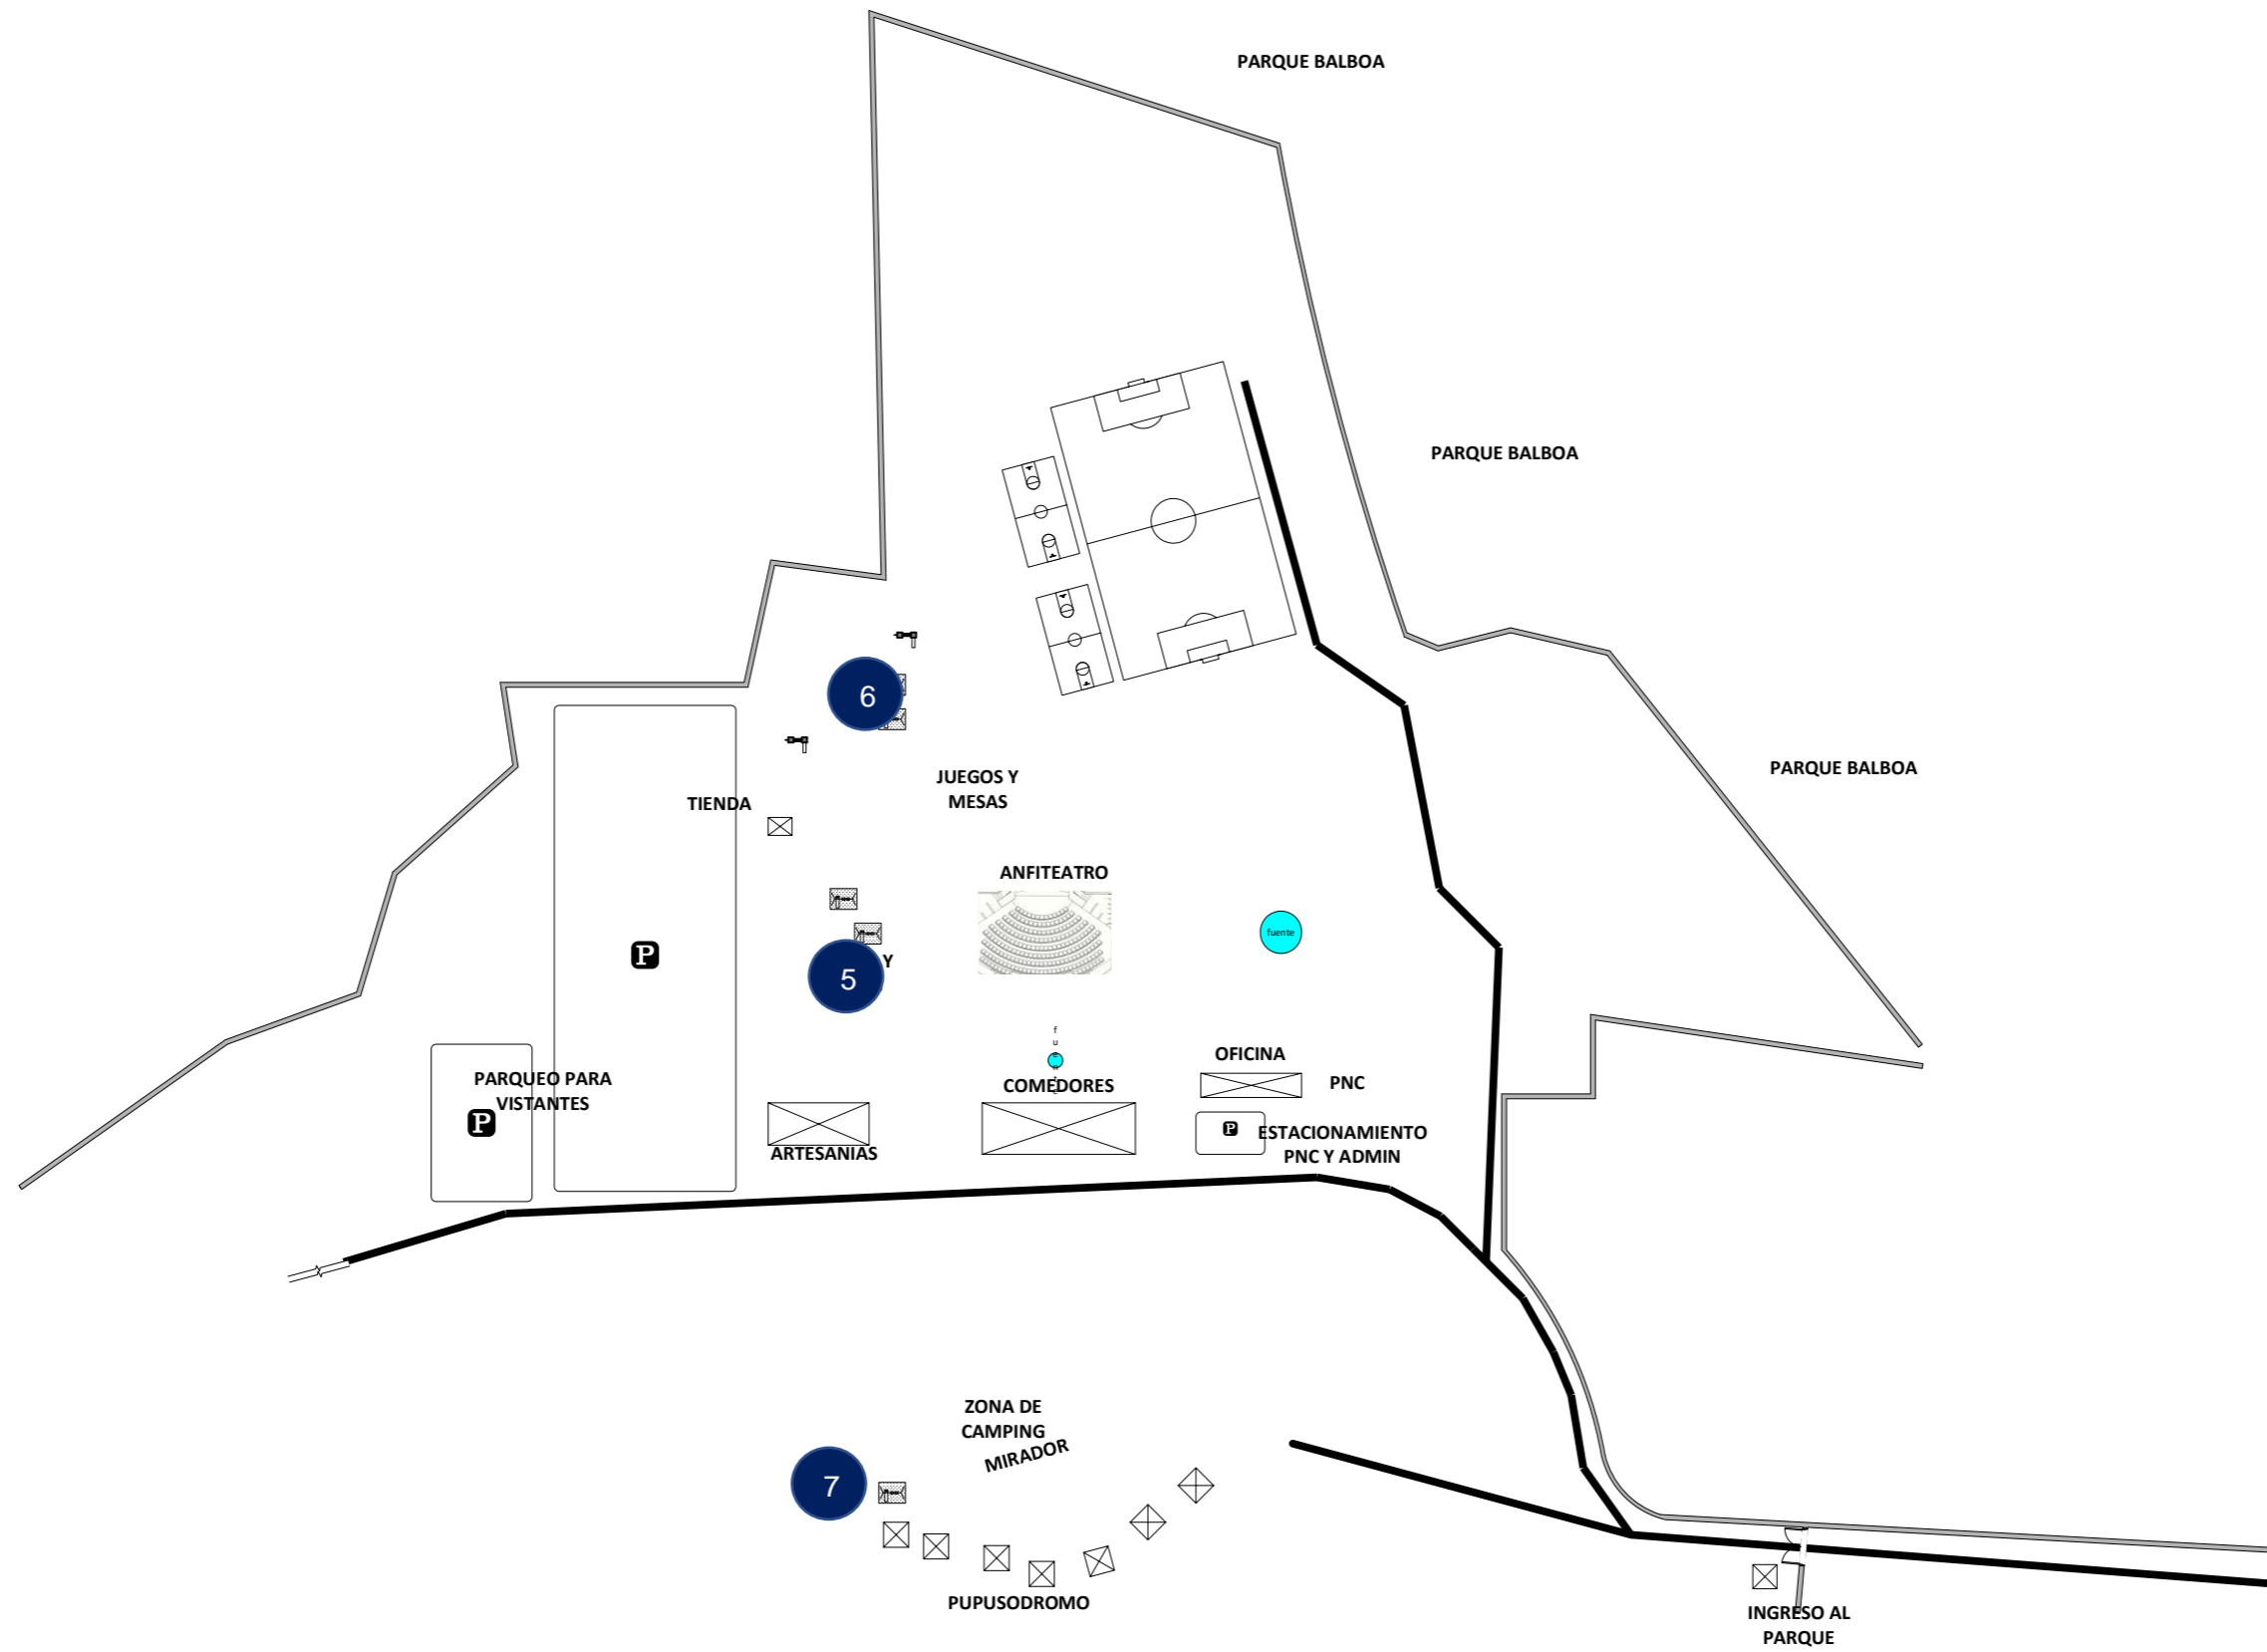 PARQUE BALBOA
PARQUE BALBOA
6
JUEGOS Y
MESAS
PARQUE BALBOA
TIENDA
ANFITEATRO
fuente
P
Y
5
fuente
OFICINA
PARQUEO PARA
VISTANTES
P
COMEDORES
PNC
P
ESTACIONAMIENTO
PNC Y ADMIN
ARTESANIAS
ZONA DE
CAMPING
MIRADOR
7
PUPUSODROMO
INGRESO AL
PARQUE